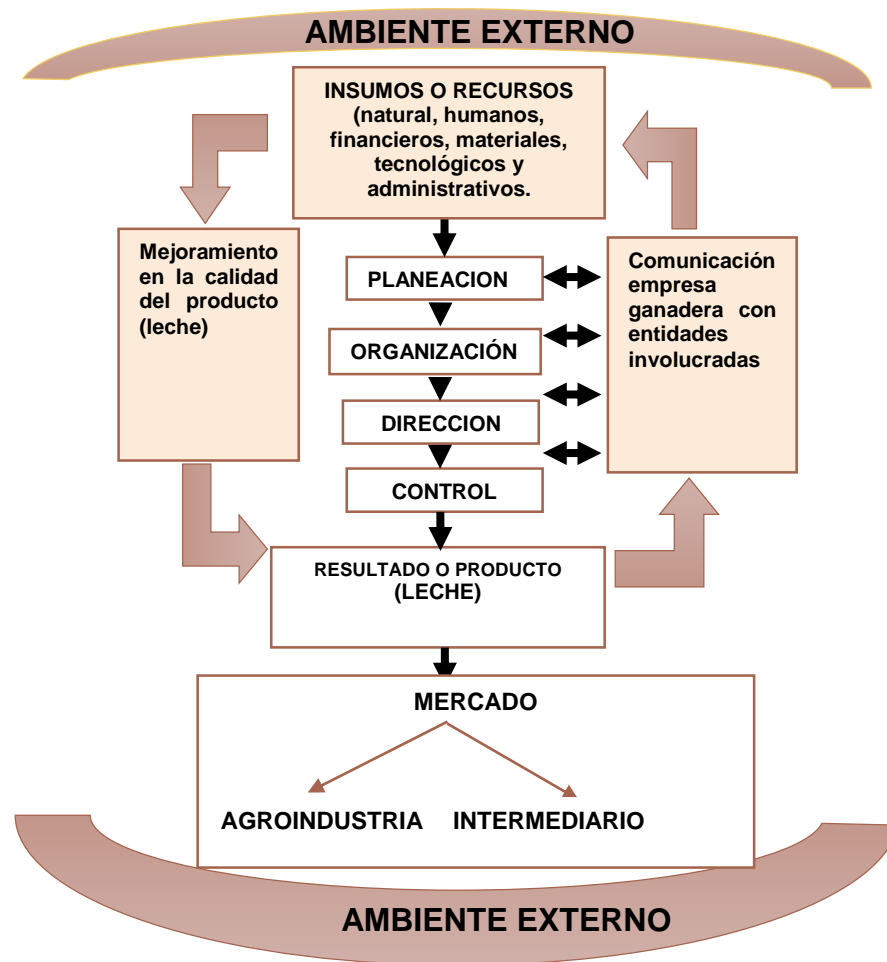 AMBIENTE EXTERNO
INSUMOS O RECURSOS
(natural, humanos,
financieros, materiales,
tecnológicos y
administrativos.
Mejoramiento
en la calidad
del producto
(leche)
PLANEACION
ORGANIZACIÓN
DIRECCION
CONTROL
Comunicación
empresa
ganadera con
entidades
involucradas
RESULTADO O PRODUCTO
(LECHE)
MERCADO
AGROINDUSTRIA INTERMEDIARIO
AMBIENTE EXTERNO